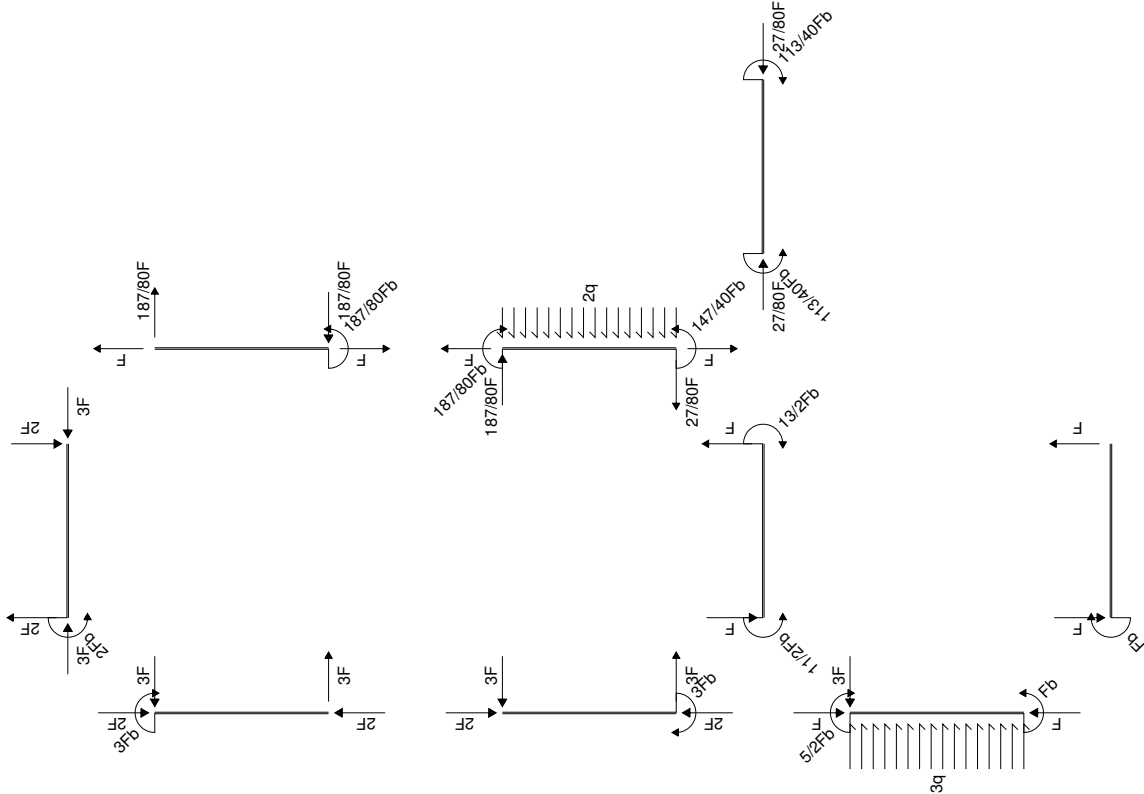 27/80F
113/40Fb
187/80F
187/80F
187/80Fb
F
F
2q
147/40Fb
F
187/80Fb
187/80F
27/80F
F
27/80F
113/40Fb
2F
3F
2F
3F
2Fb
F
13/2Fb
F
11/2Fb
F
F
Fb
3F
2F
3Fb
3F
2F
3F
2F
3F
3Fb
2F
3F
F
5/2Fb
Fb
F
3q